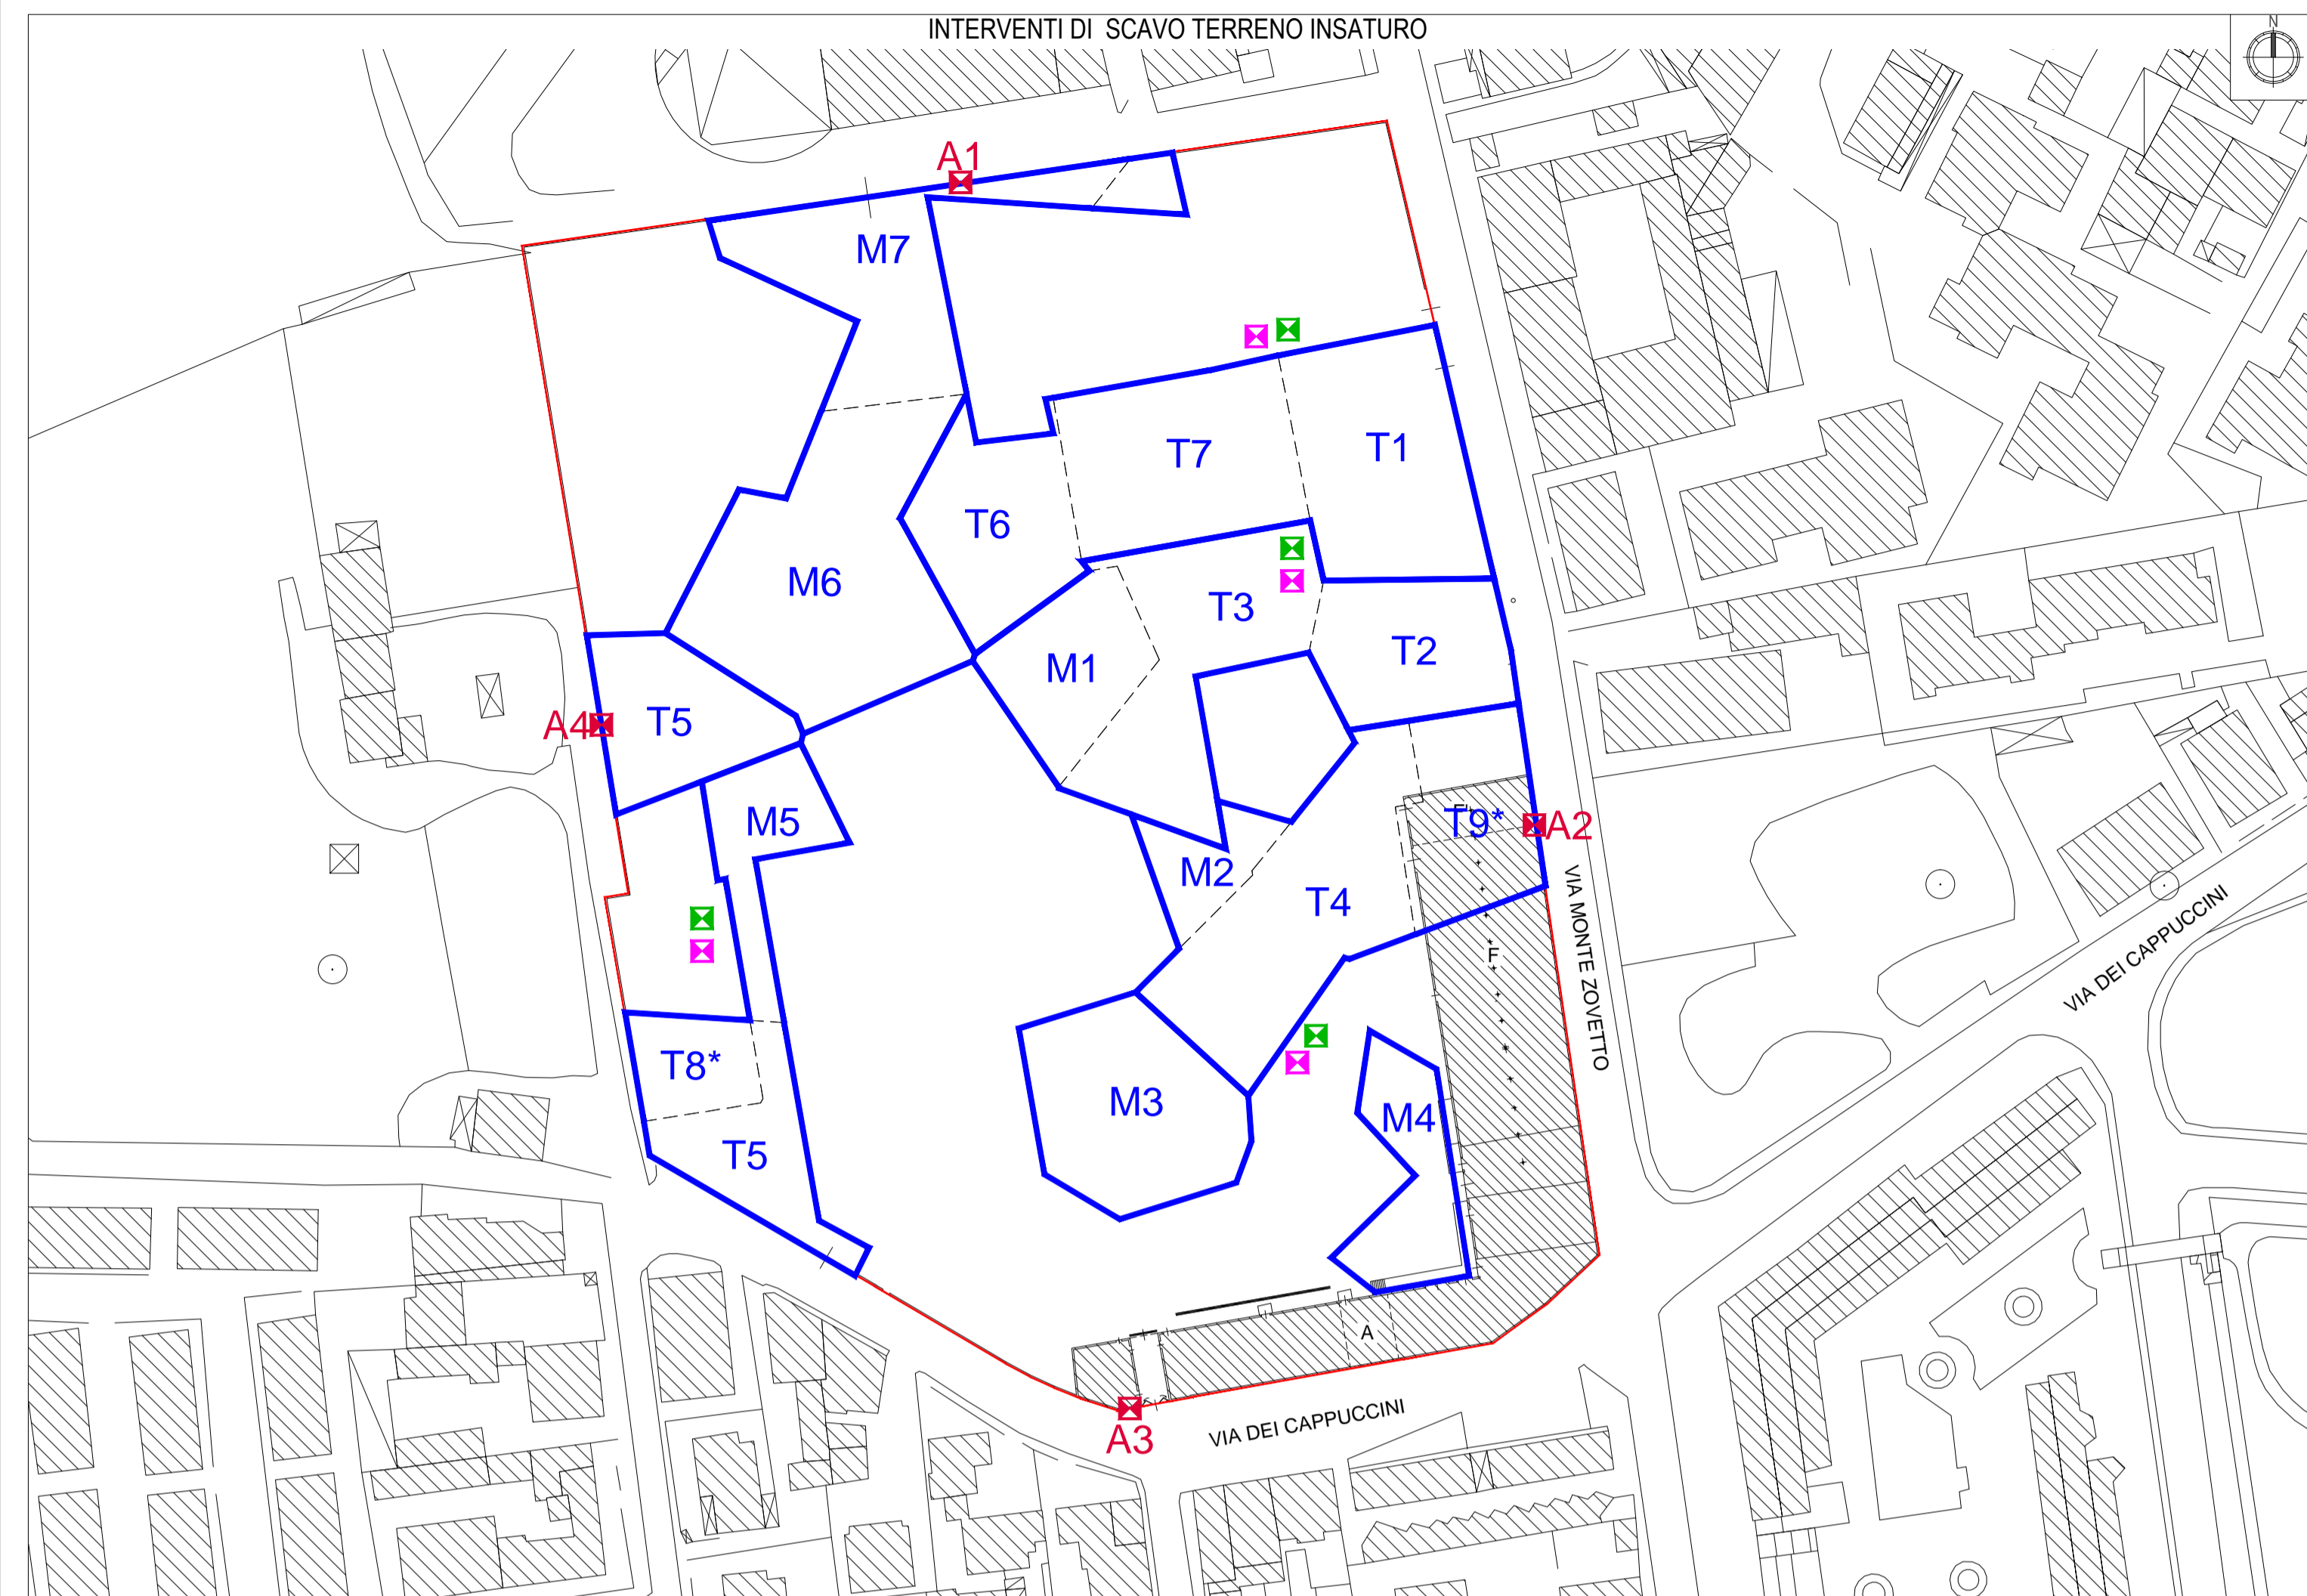 INTERVENTI DI SCAVO TERRENO INSATURO
N
A1
M7
T7
T1
T6
M6
T3
M1
T2
A4
T5
M5
T9*
A2
M2
T4
F
VIA MONTE ZOVETTO
VIA DEI CAPPUCCINI
T8*
M3
M4
T5
A
A3
VIA DEI CAPPUCCINI